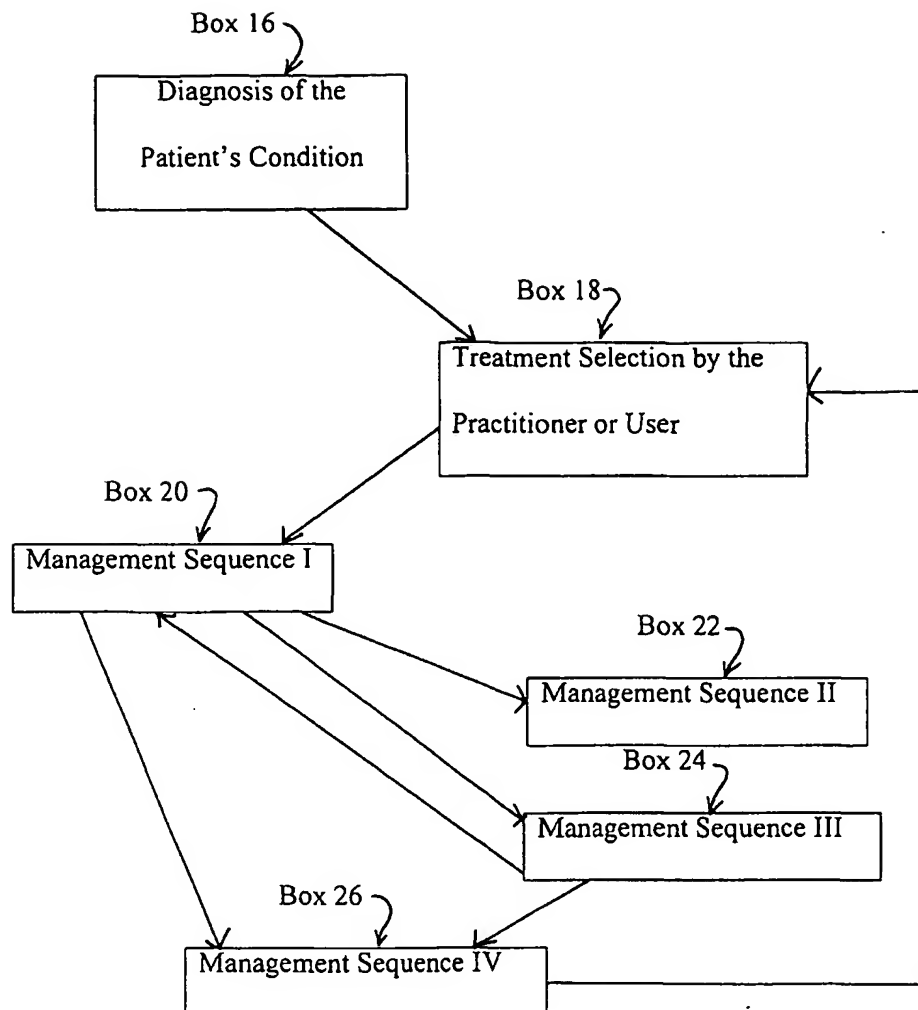 Box 16
Diagnosis of the
Patient's Condition
Box 18
Treatment Selection by the
Practitioner or User
Box 20
Management Sequence I
Box 22
Management Sequence II
Box 24
Management Sequence III
Box 26
Management Sequence IV